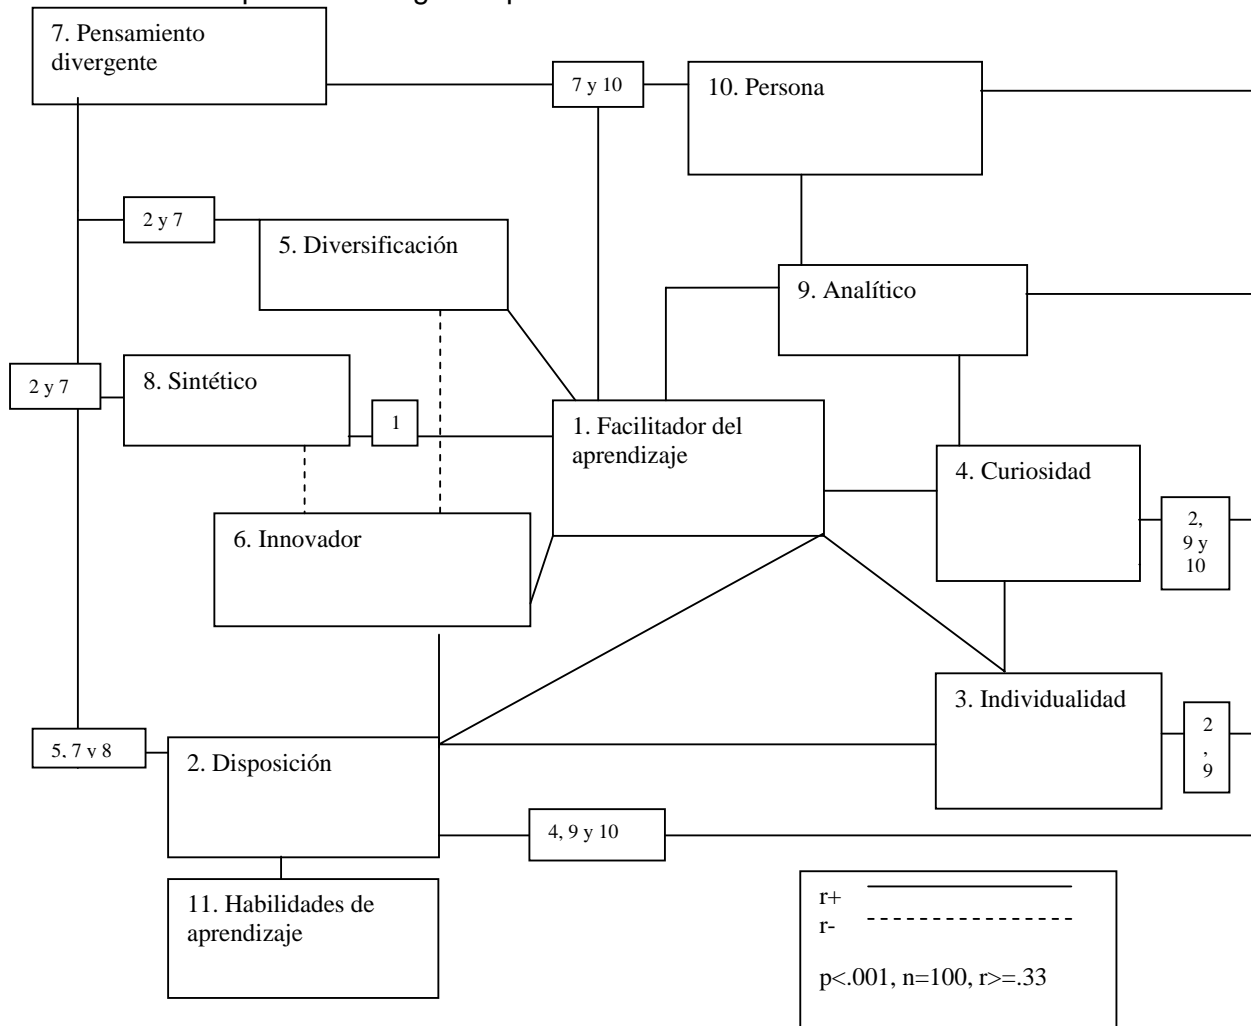 7. Pensamiento
divergente
7 y 10
10. Persona
2 y 7
5. Diversificación
9. Analítico
2 y 7
8. Sintético
1
1. Facilitador del
aprendizaje
4. Curiosidad
2,
9 y
10
6. Innovador
3. Individualidad
2
,
9
5, 7 y 8
2. Disposición
4, 9 y 10
11. Habilidades de
aprendizaje
r+
r-
p<.001, n=100, r>=.33